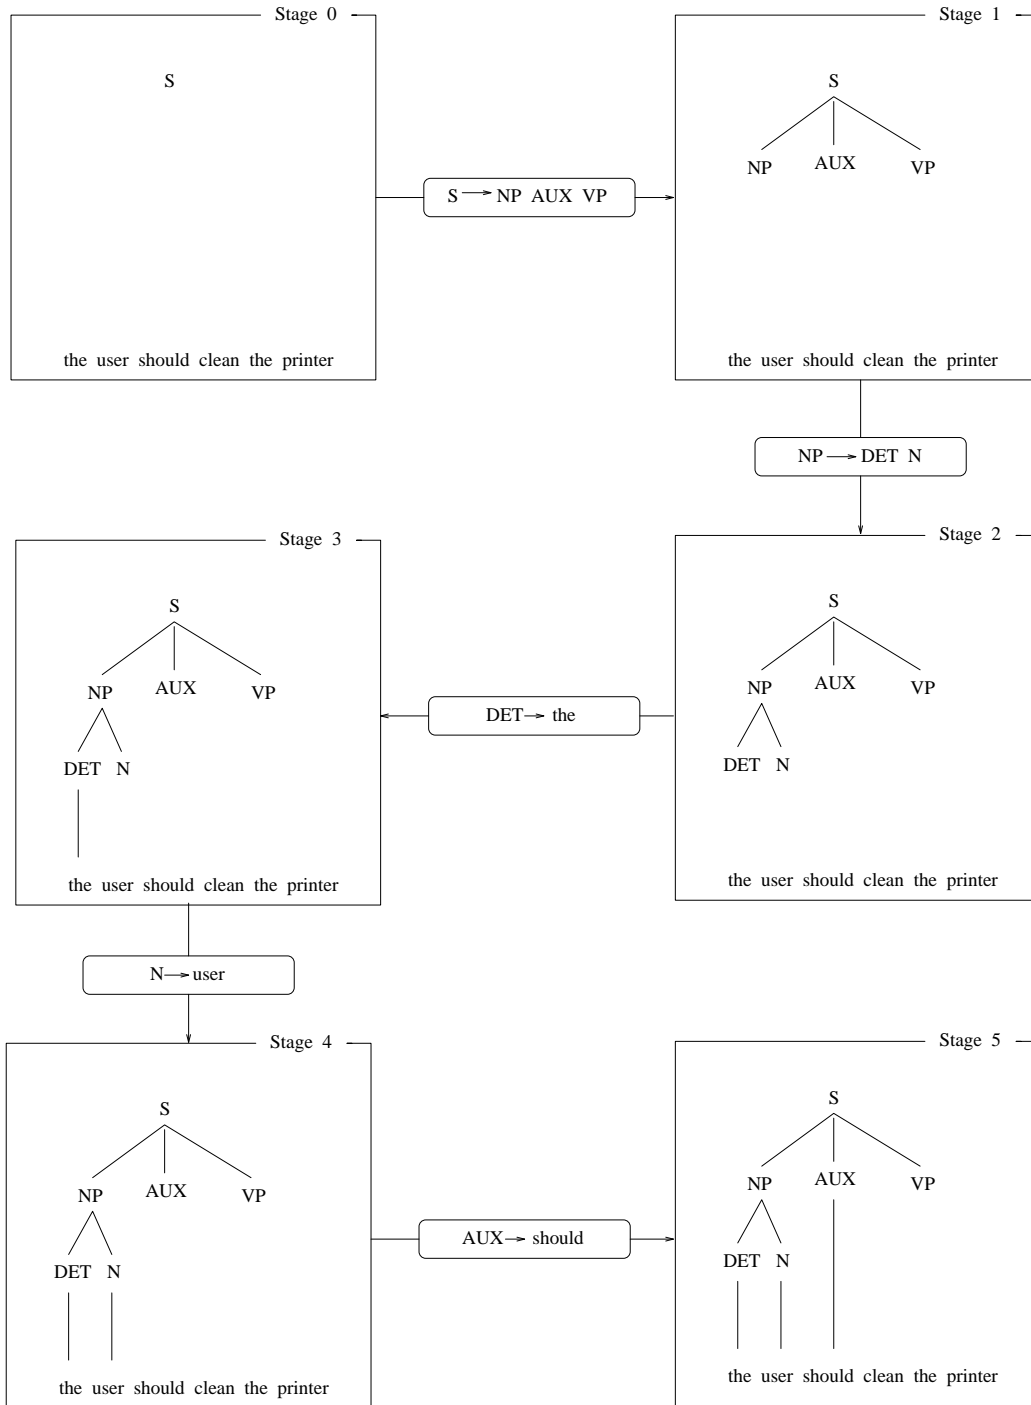 Stage 0
S
the user should clean the printer
S → NP AUX VP
Stage 1
S
NP AUX VP
the user should clean the printer
NP → DET N
Stage 2
S
NP AUX VP
DET N
the user should clean the printer
DET → the
Stage 3
S
NP AUX VP
DET N
the user should clean the printer
N → user
Stage 4
S
NP AUX VP
DET N
the user should clean the printer
AUX → should
Stage 5
S
NP AUX VP
DET N
the user should clean the printer